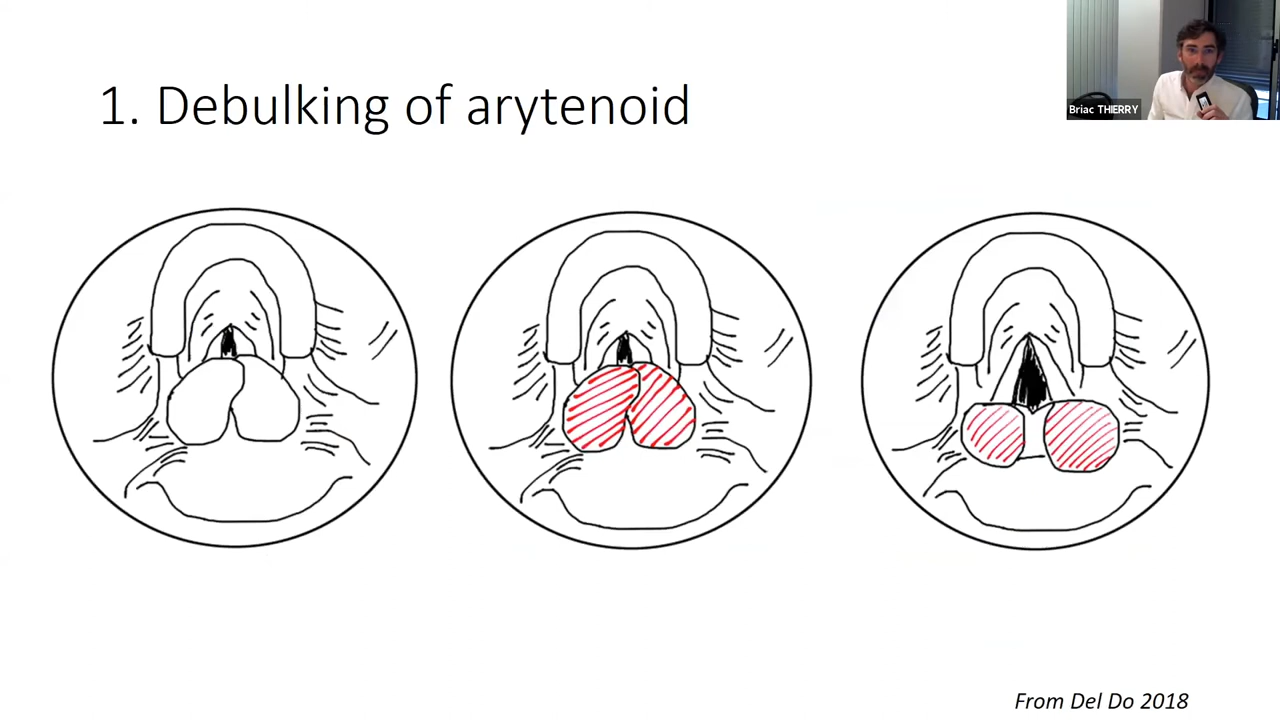 1. Debulking of arytenoid
Briac THIERRY
From Del Do 2018